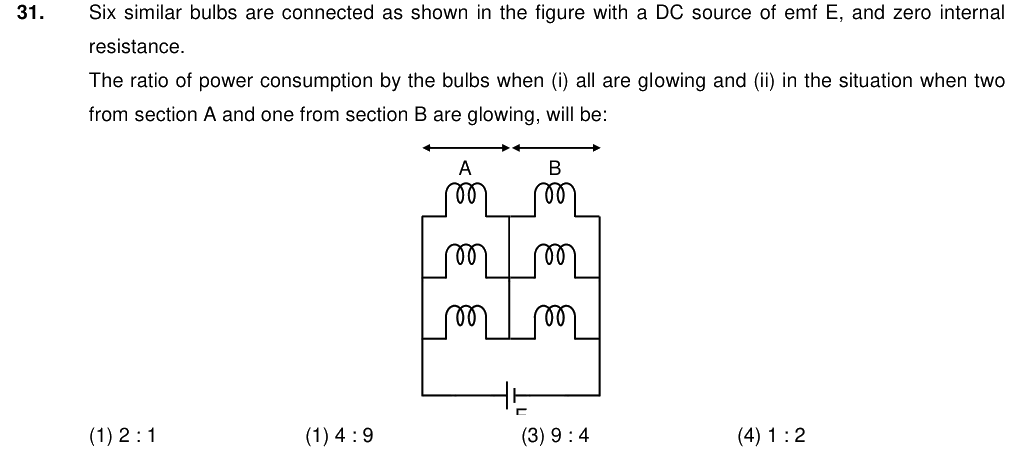 31. Six similar bulbs are connected as shown in the figure with a DC source of emf E, and zero internal
resistance.
The ratio of power consumption by the bulbs when (i) all are glowing and (ii) in the situation when two
from section A and one from section B are glowing, will be:
A B
E
(1) 2 : 1 (1) 4 : 9 (3) 9 : 4 (4) 1 : 2